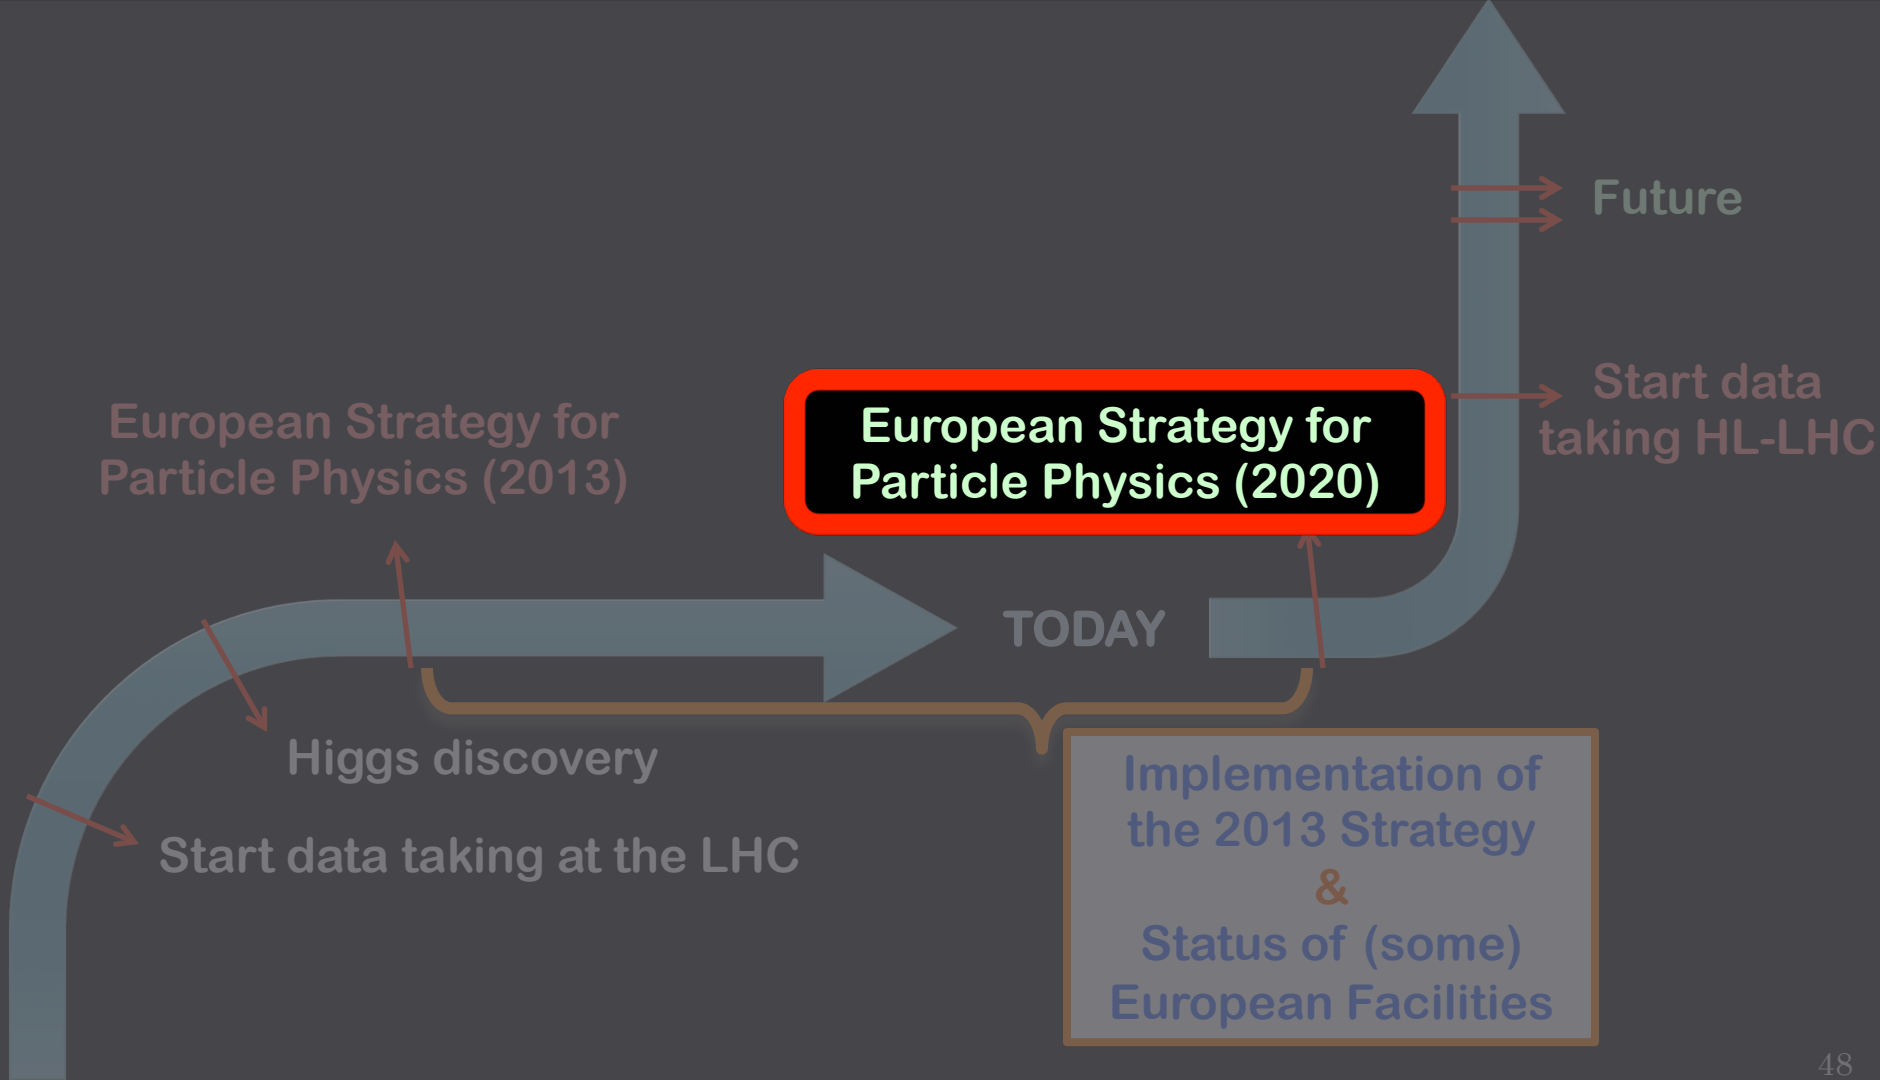 Future
Start data
taking HL-LHC
European Strategy for
Particle Physics (2013)
European Strategy for
Particle Physics (2020)
TODAY
Higgs discovery
Start data taking at the LHC
Implementation of
the 2013 Strategy
&
Status of (some)
European Facilities
48